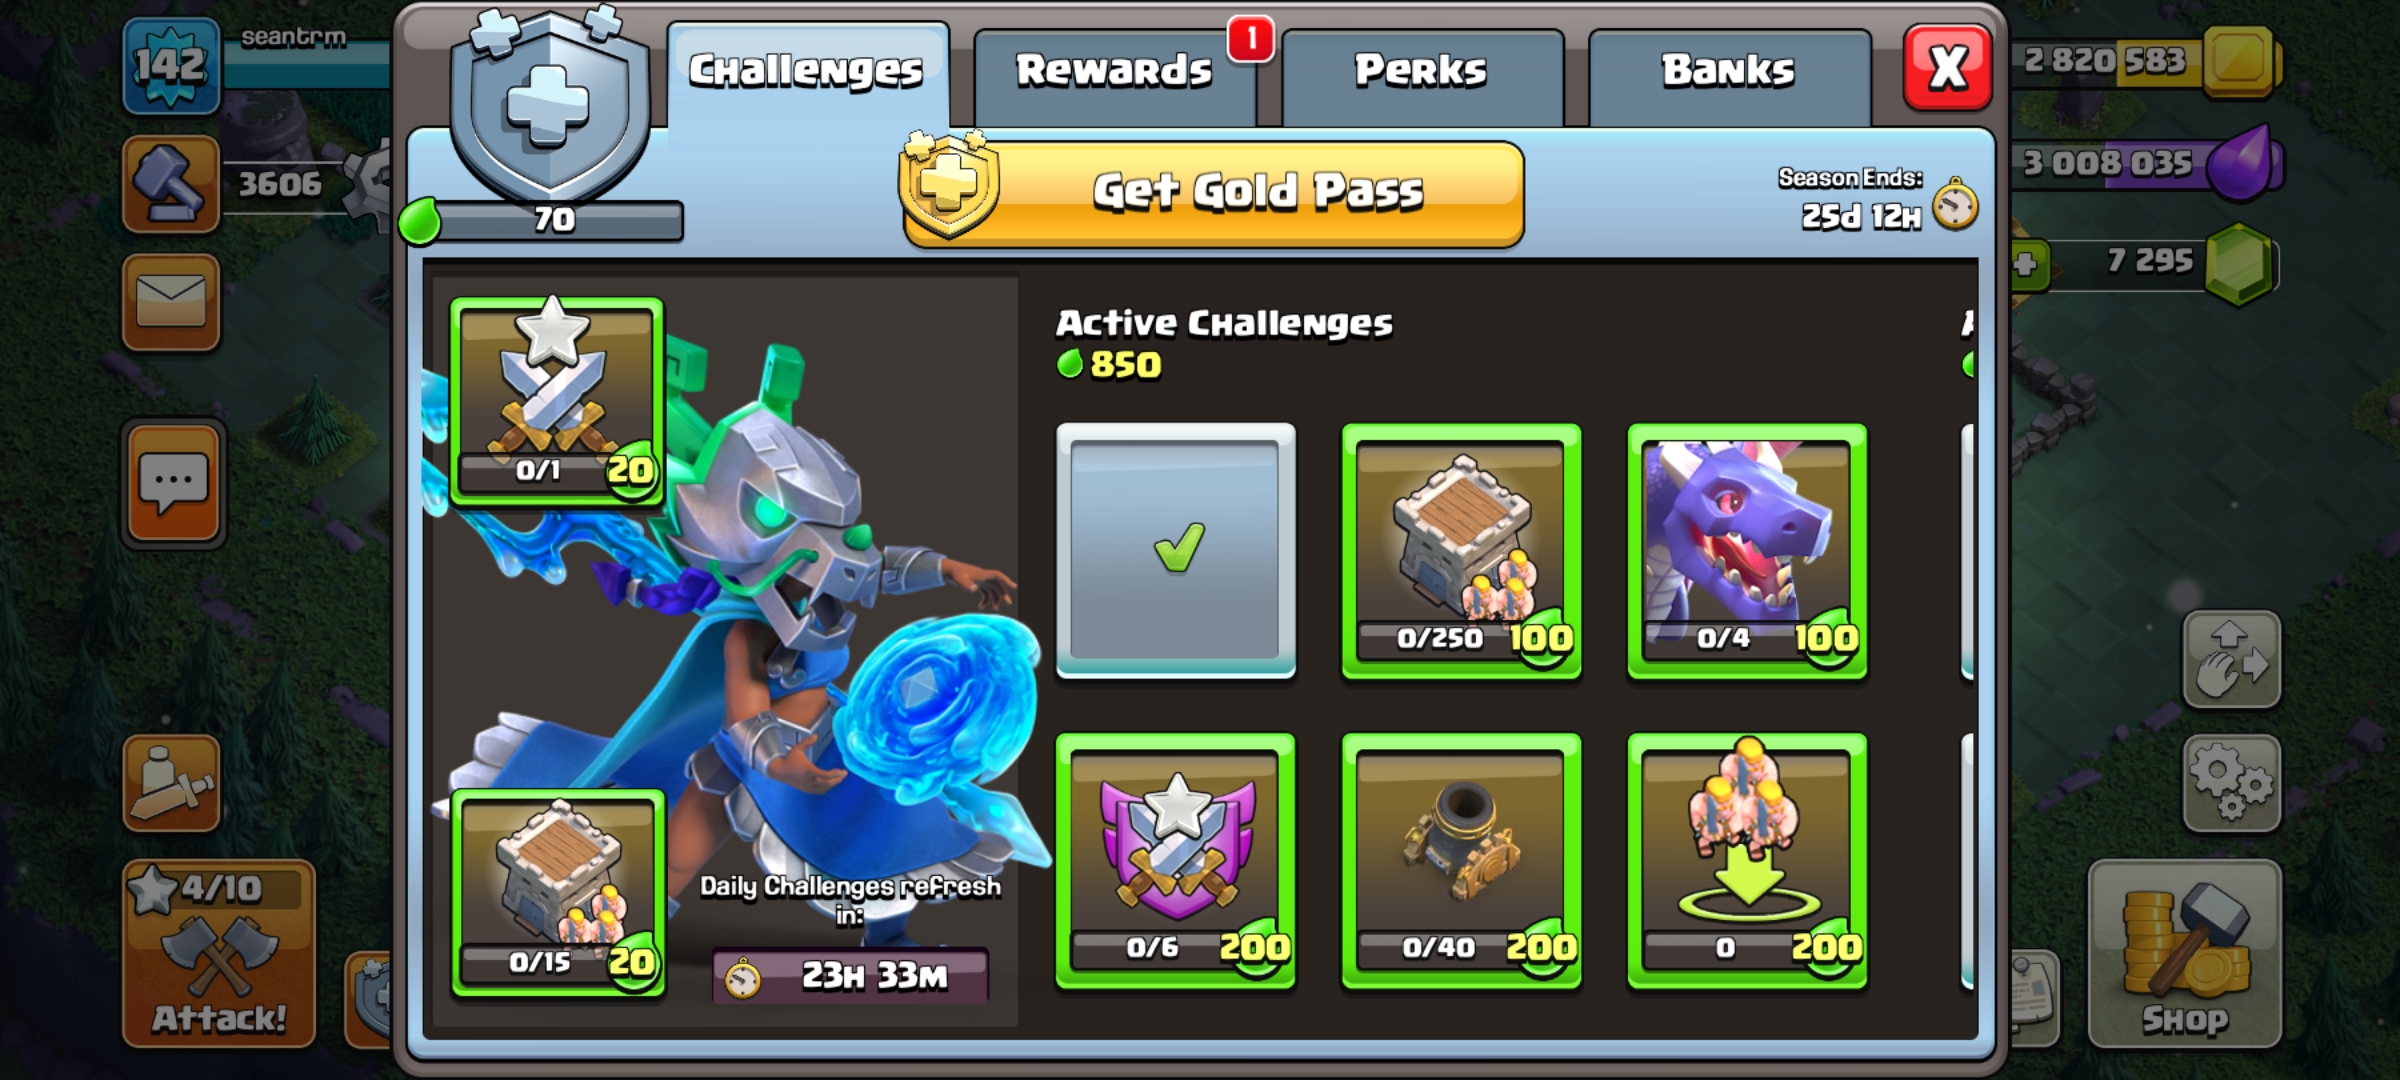 142
seantrm
Challenges
Rewards
1
Perks
Banks
X
2 820 583
3606
70
Get Gold Pass
Season Ends:
25d 12H
3 008 035
7 295
Active Challenges
850
0/1
20
0/250
100
0/4
100
Daily Challenges refresh
in:
23H 33M
0/15
20
0/6
200
0/40
200
0
200
4/10
Attack!
Shop